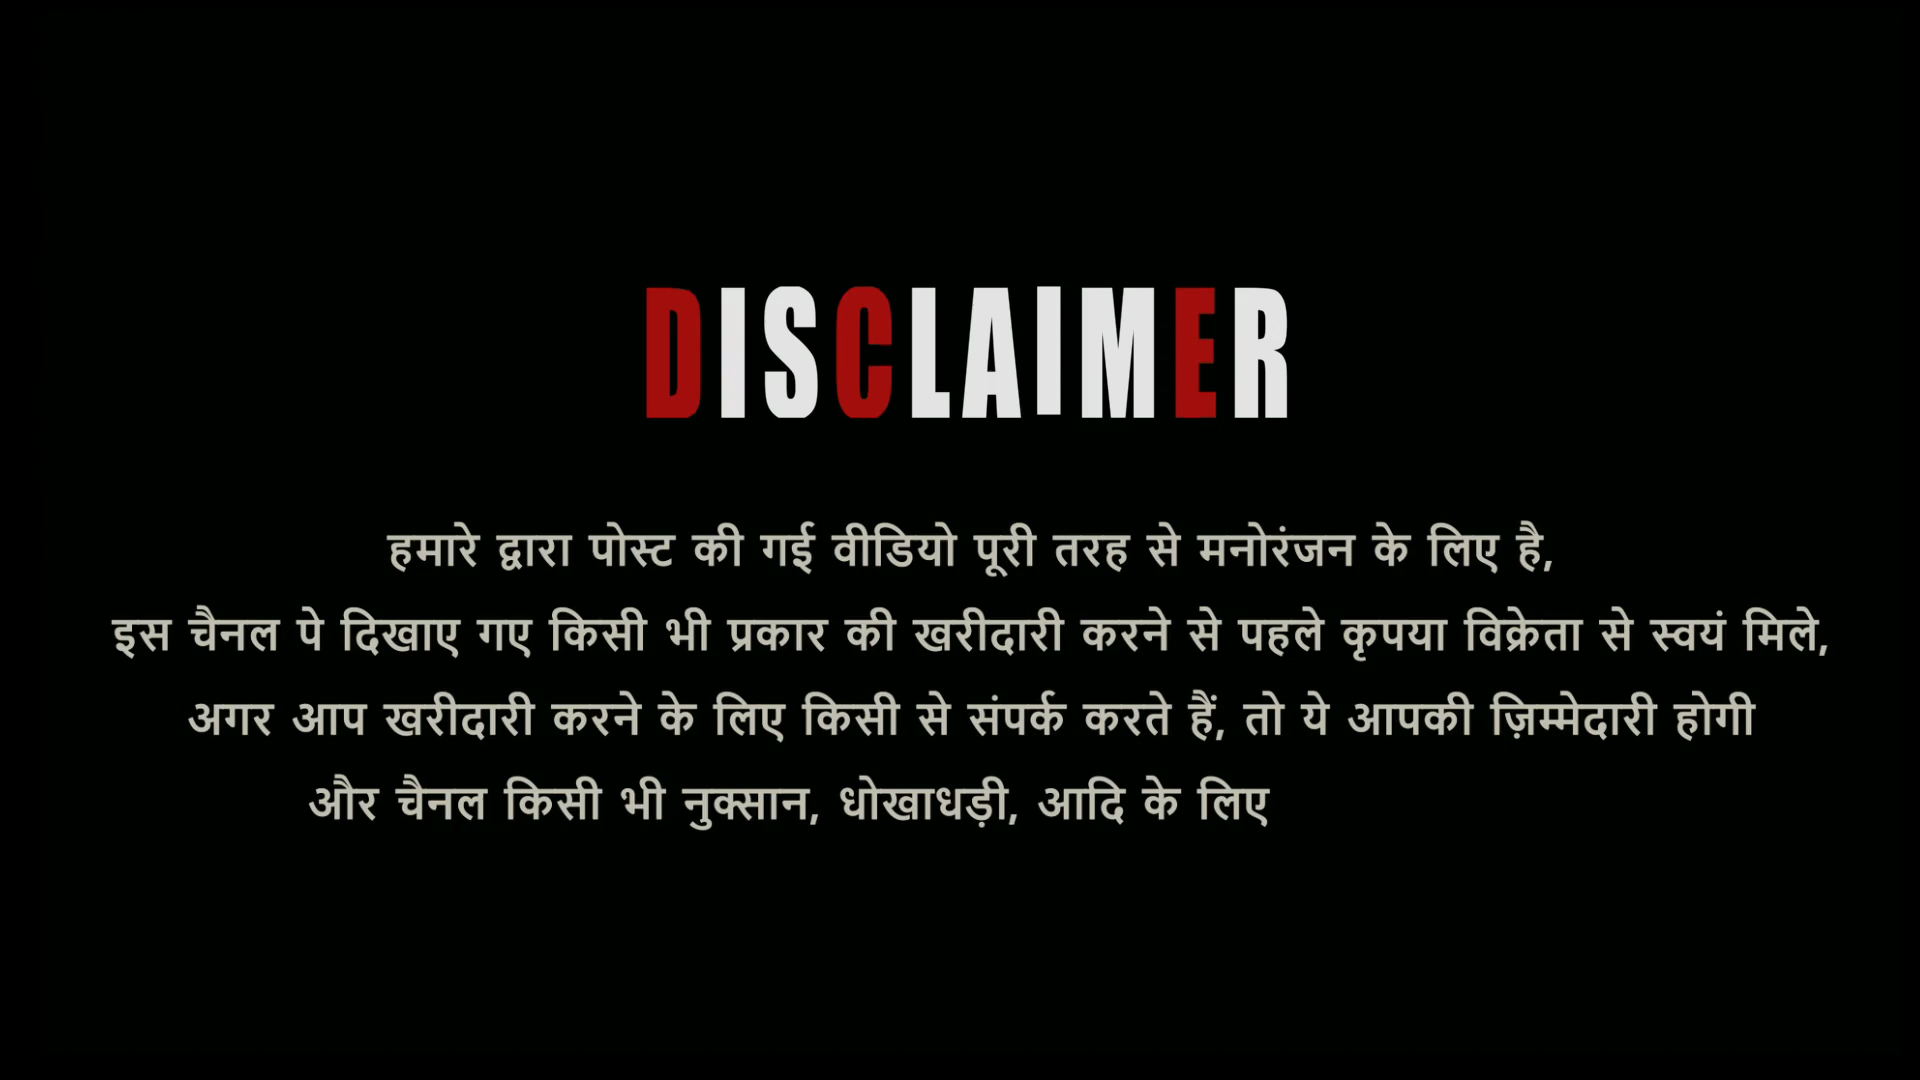 DISCLAIMER
हमारे द्वारा पोस्ट की गई वीडियो पूरी तरह से मनोरंजन के लिए है,
इस चैनल पे दिखाए गए किसी भी प्रकार की खरीदारी करने से पहले कृपया विक्रेता से स्वयं मिले,
अगर आप खरीदारी करने के लिए किसी से संपर्क करते हैं, तो ये आपकी ज़िम्मेदारी होगी
और चैनल किसी भी नुक्सान, धोखाधड़ी, आदि के लिए